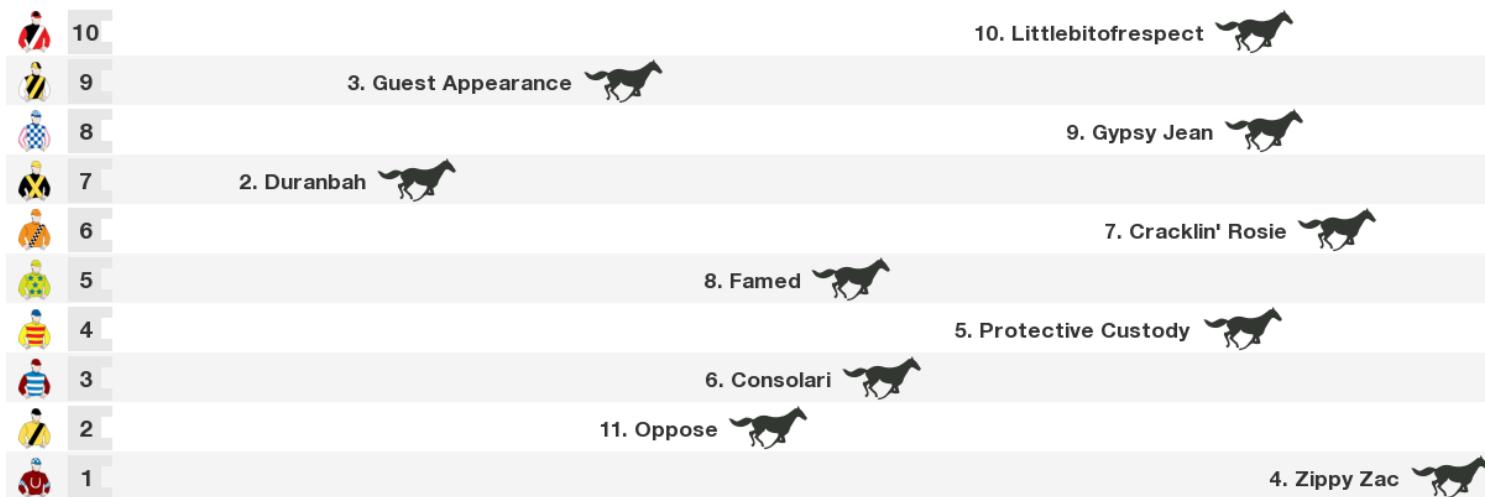 10 10. Littlebitofrespect
9 3. Guest Appearance
8 9. Gypsy Jean
7 2. Duranbah
6 7. Cracklin' Rosie
5 8. Famed
4 5. Protective Custody
3 6. Consolari
2 11. Oppose
1 4. Zippy Zac